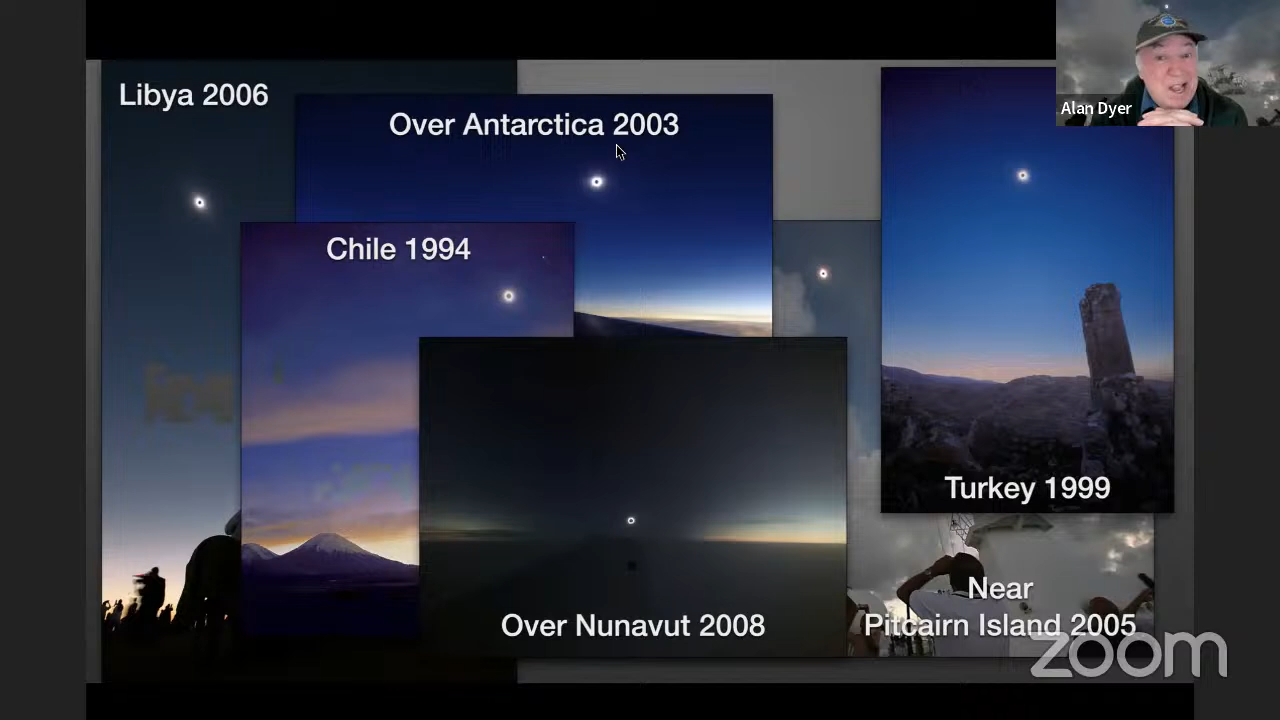 Libya 2006
Over Antarctica 2003
Alan Dyer
Chile 1994
Turkey 1999
Over Nunavut 2008
Near
Pitcairn Island 2005
zoom